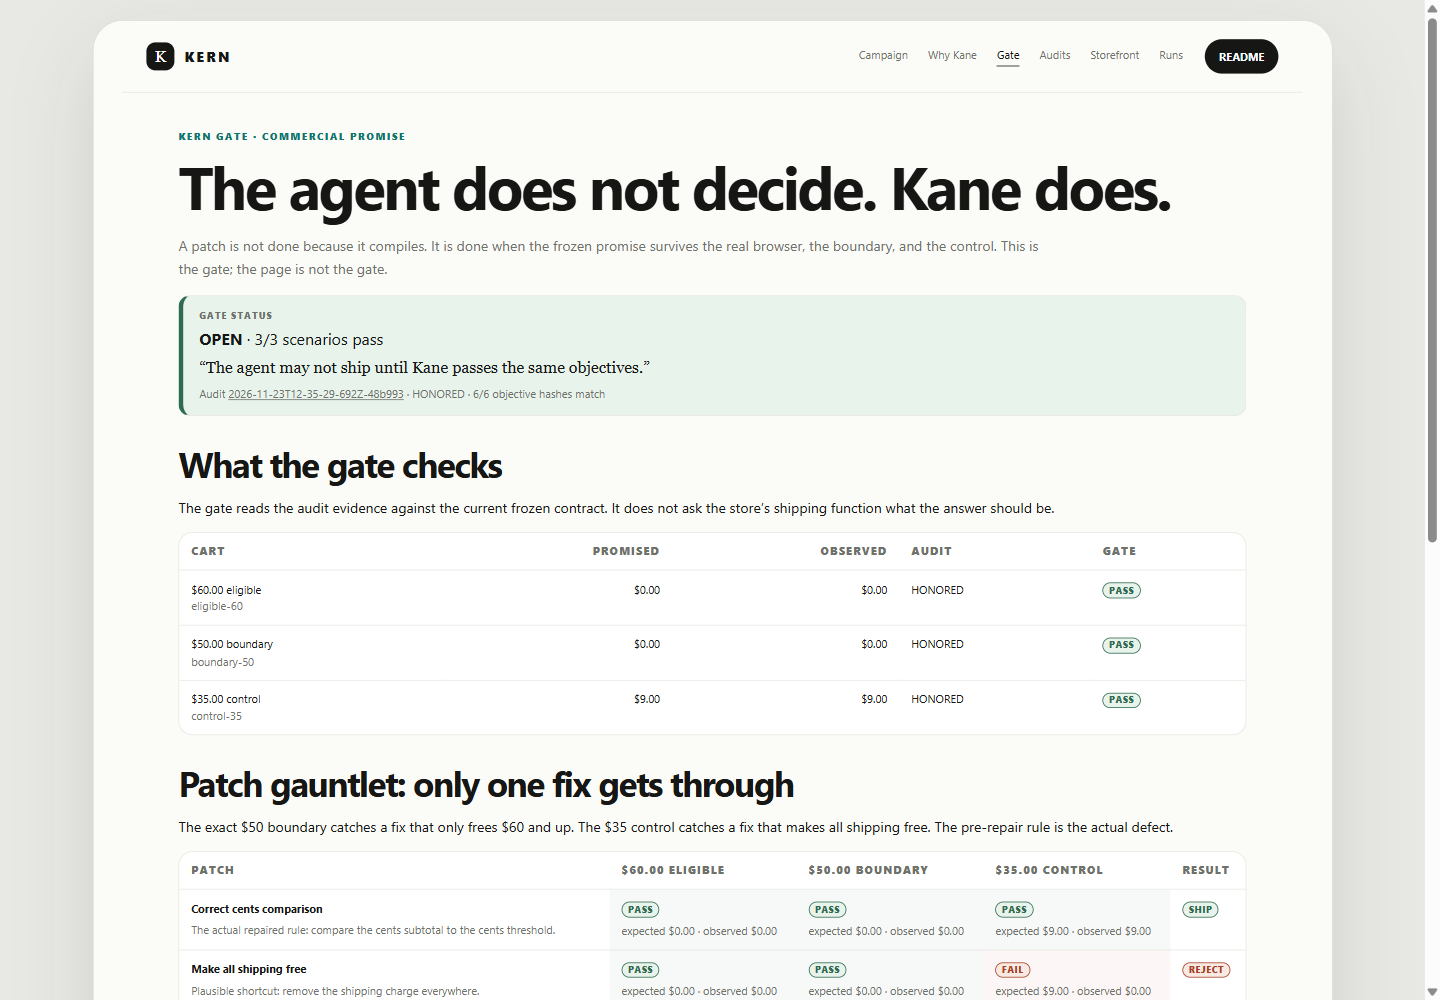 K KERN
Campaign Why Kane Gate Audits Storefront Runs README
KERN GATE · COMMERCIAL PROMISE
The agent does not decide. Kane does.
A patch is not done because it compiles. It is done when the frozen promise survives the real browser, the boundary, and the control. This is
the gate; the page is not the gate.
GATE STATUS
OPEN · 3/3 scenarios pass
“The agent may not ship until Kane passes the same objectives.”
Audit 2026-11-23T12-35-29-692Z-48b993 · HONORED · 6/6 objective hashes match
What the gate checks
The gate reads the audit evidence against the current frozen contract. It does not ask the store’s shipping function what the answer should be.
CART PROMISED OBSERVED AUDIT GATE
$60.00 eligible $0.00 $0.00 HONORED PASS
eligible-60
$50.00 boundary $0.00 $0.00 HONORED PASS
boundary-50
$35.00 control $9.00 $9.00 HONORED PASS
control-35
Patch gauntlet: only one fix gets through
The exact $50 boundary catches a fix that only frees $60 and up. The $35 control catches a fix that makes all shipping free. The pre-repair rule is the actual defect.
PATCH $60.00 ELIGIBLE $50.00 BOUNDARY $35.00 CONTROL RESULT
Correct cents comparison PASS PASS PASS SHIP
The actual repaired rule: compare the cents subtotal to the cents threshold. expected $0.00 · observed $0.00 expected $0.00 · observed $0.00 expected $9.00 · observed $9.00
Make all shipping free PASS PASS FAIL REJECT
Plausible shortcut: remove the shipping charge everywhere. expected $0.00 · observed $0.00 expected $0.00 · observed $0.00 expected $9.00 · observed $0.00